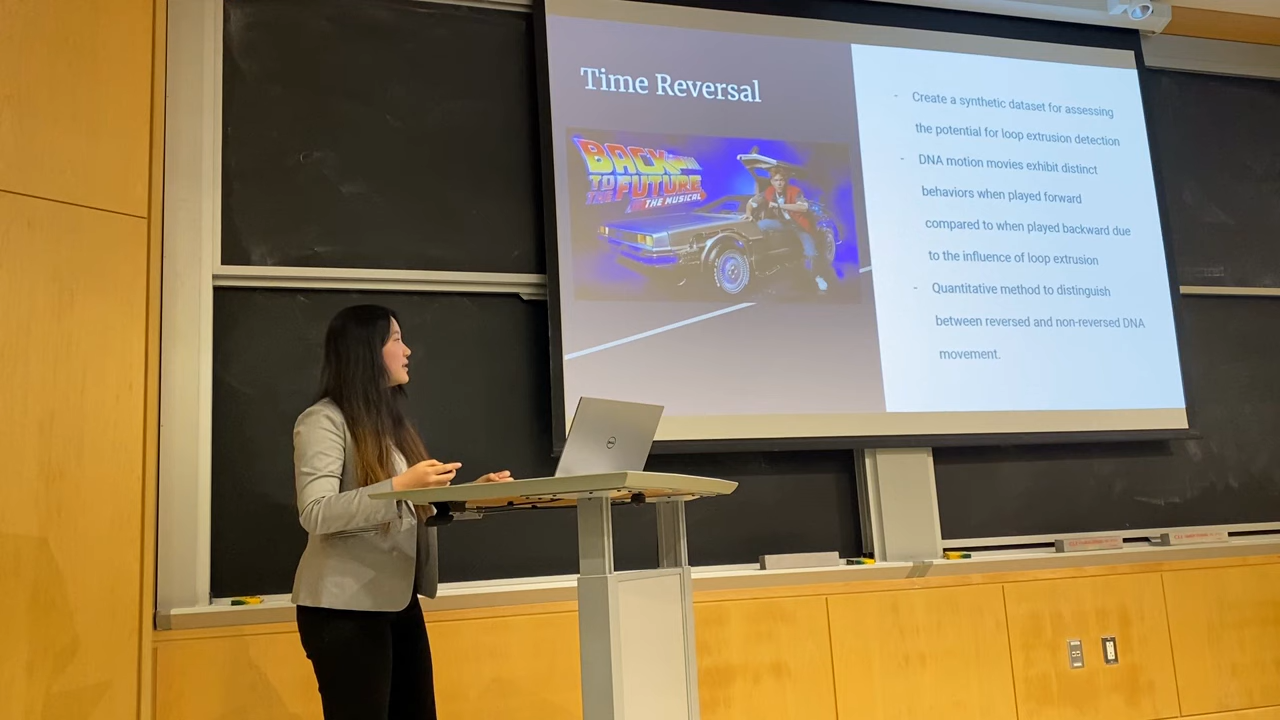 Time Reversal
BACK
TO THE
FUTURE
THE MUSICAL
- Create a synthetic dataset for assessing
the potential for loop extrusion detection
- DNA motion movies exhibit distinct
behaviors when played forward
compared to when played backward due
to the influence of loop extrusion
- Quantitative method to distinguish
between reversed and non-reversed DNA
movement.
DELL